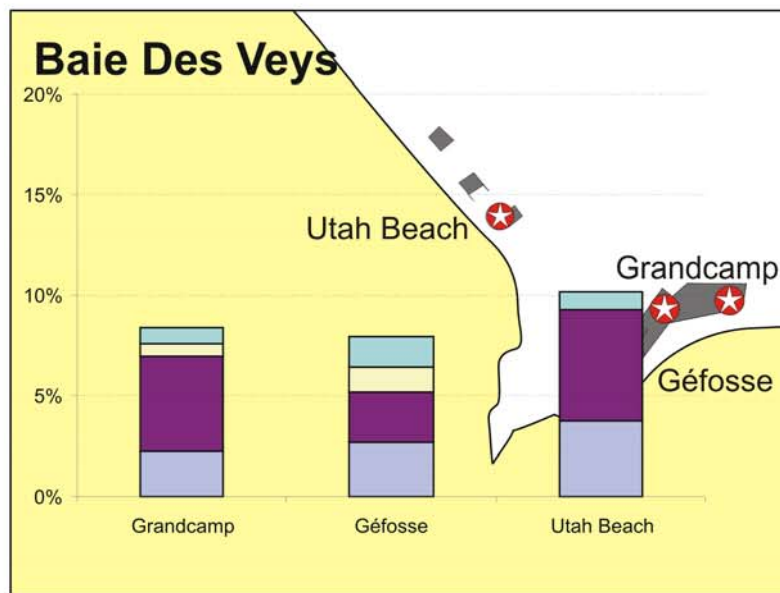 Baie Des Veys
20%
15%
Utah Beach
Grandcamp
10%
Géfosse
5%
0%
Grandcamp Géfosse Utah Beach